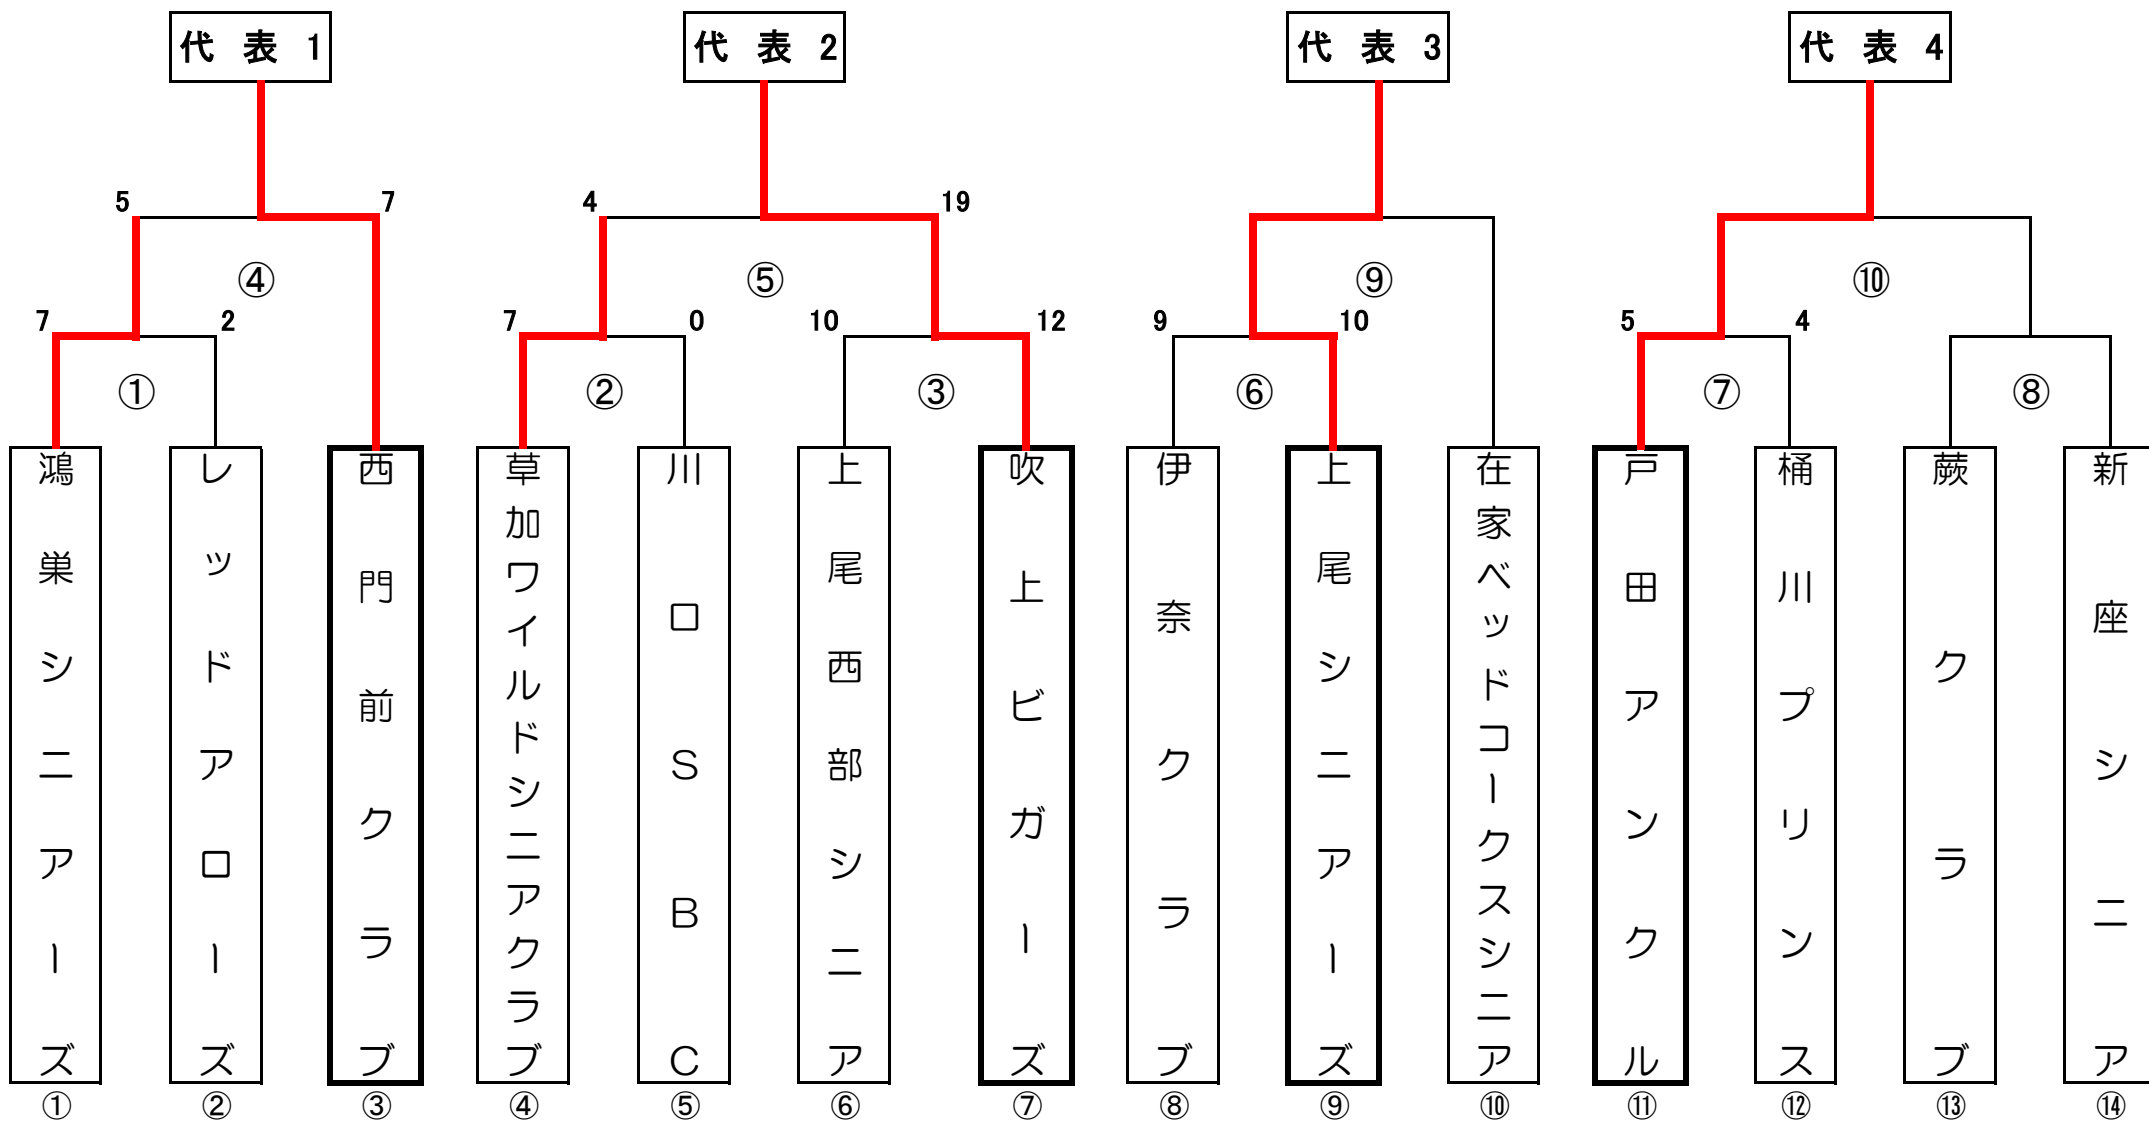 代 表 1
代 表 2
代 表 3
代 表 4
5
7
4
19
④
⑤
⑨
⑩
7
2
7
0
10
12
9
10
5
4
①
②
③
⑥
⑦
⑧
鴻巣シニアーズ
レッドアローズ
西門前クラブ
草加ワイルドシニアクラブ
川口SBC
上尾西部シニア
吹上ビガーズ
伊奈クラブ
上尾シニアーズ
在家ベッドコークスシニア
戸田アンクル
桶川プリンス
蕨クラブ
新座シニア
①
②
③
④
⑤
⑥
⑦
⑧
⑨
⑩
⑪
⑫
⑬
⑭